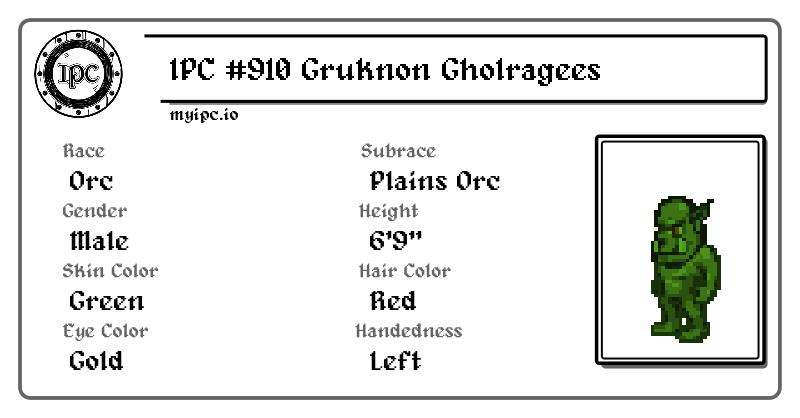 IPC
IPC #910 Gruknon Gholragees
myipc.io
Race
Orc
Subrace
Plains Orc
Gender
Male
Height
6'9"
Skin Color
Green
Hair Color
Red
Eye Color
Gold
Handedness
Left